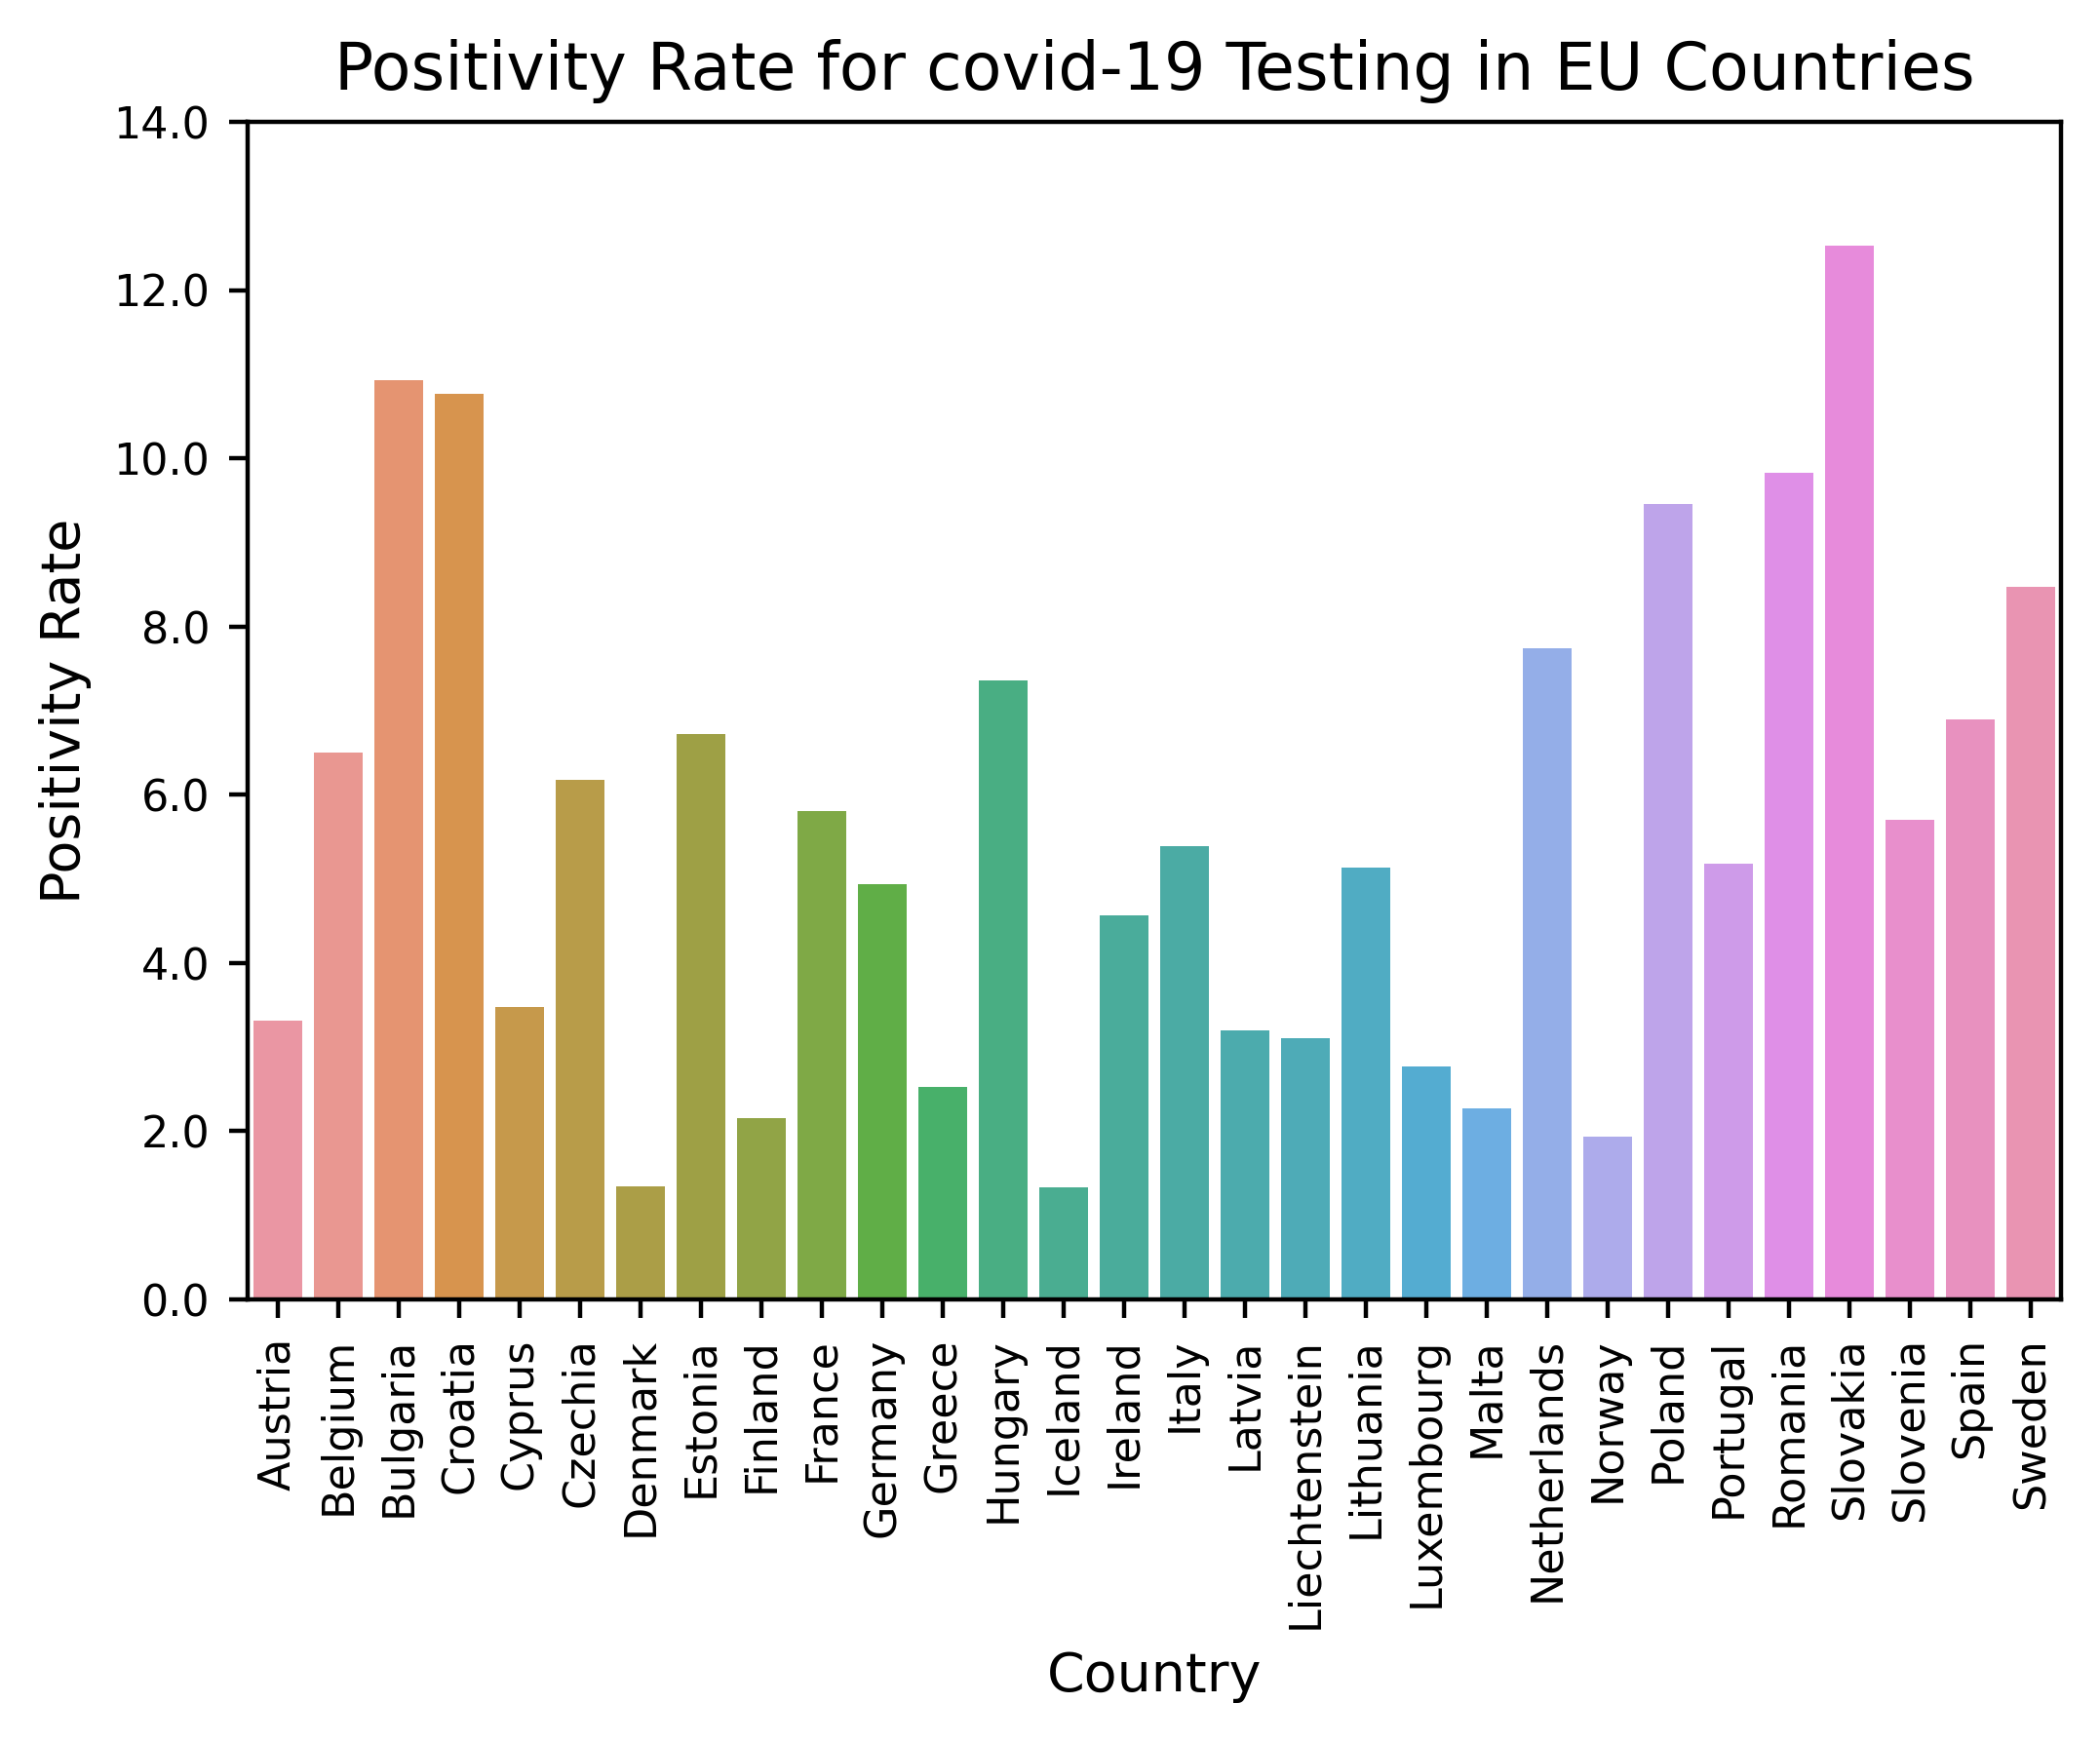 Positivity Rate for covid-19 Testing in EU Countries
14.0
12.0
10.0
8.0
6.0
4.0
2.0
0.0
Positivity Rate
Austria
Belgium
Bulgaria
Croatia
Cyprus
Czechia
Denmark
Estonia
Finland
France
Germany
Greece
Hungary
Iceland
Ireland
Italy
Latvia
Liechtenstein
Lithuania
Luxembourg
Malta
Netherlands
Norway
Poland
Portugal
Romania
Slovakia
Slovenia
Spain
Sweden
Country